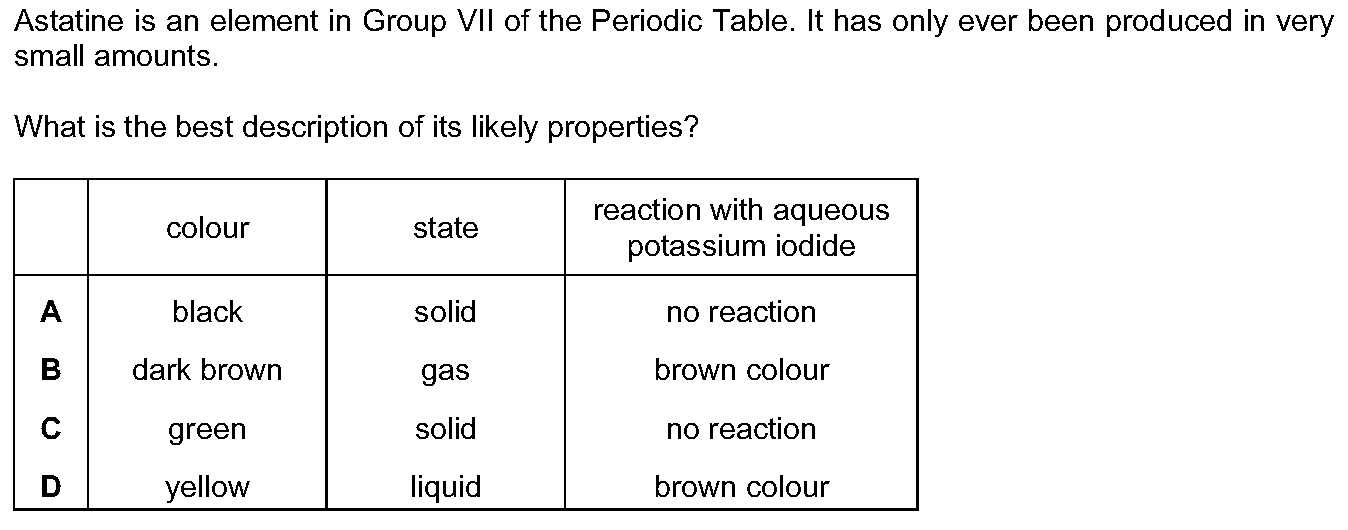 Astatine is an element in Group VII of the Periodic Table. It has only ever been produced in very
small amounts.
What is the best description of its likely properties?
colour state reaction with aqueous
potassium iodide
A black solid no reaction
B dark brown gas brown colour
C green solid no reaction
D yellow liquid brown colour